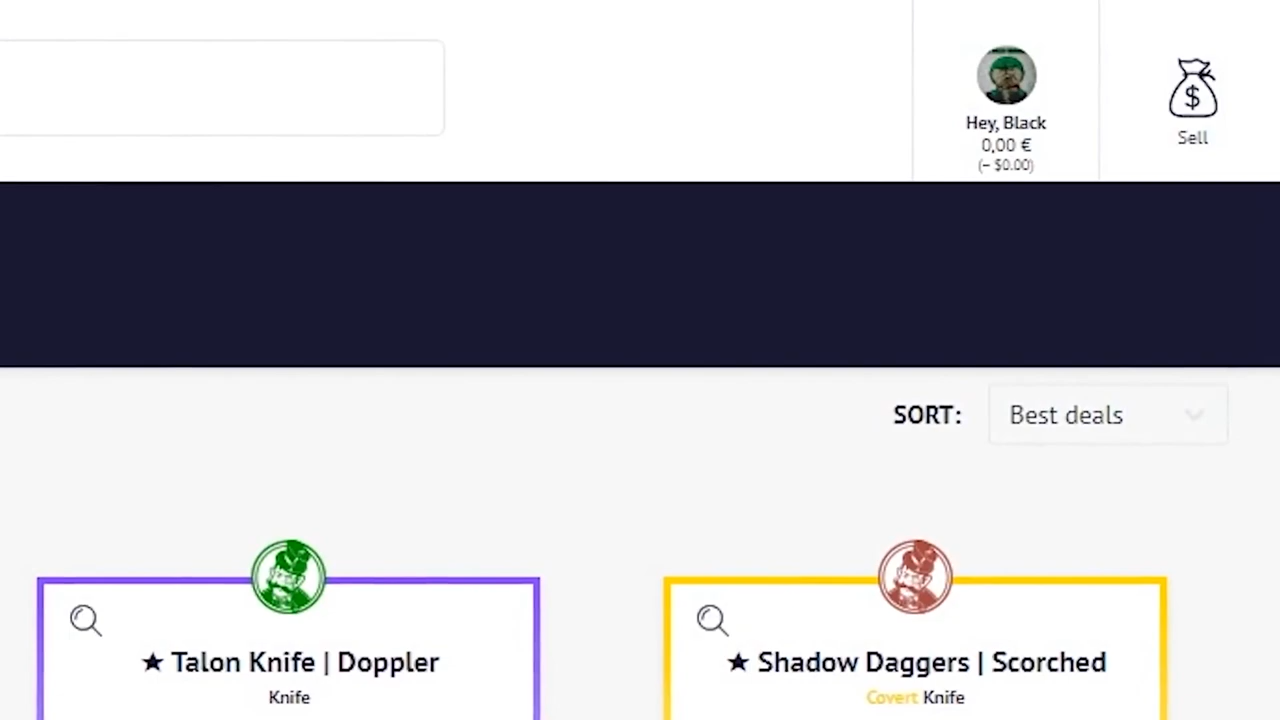 Hey, Black
0,00 €
(~ $0.00)
$
Sell
SORT: Best deals
★ Talon Knife | Doppler
Knife
★ Shadow Daggers | Scorched
Covert Knife